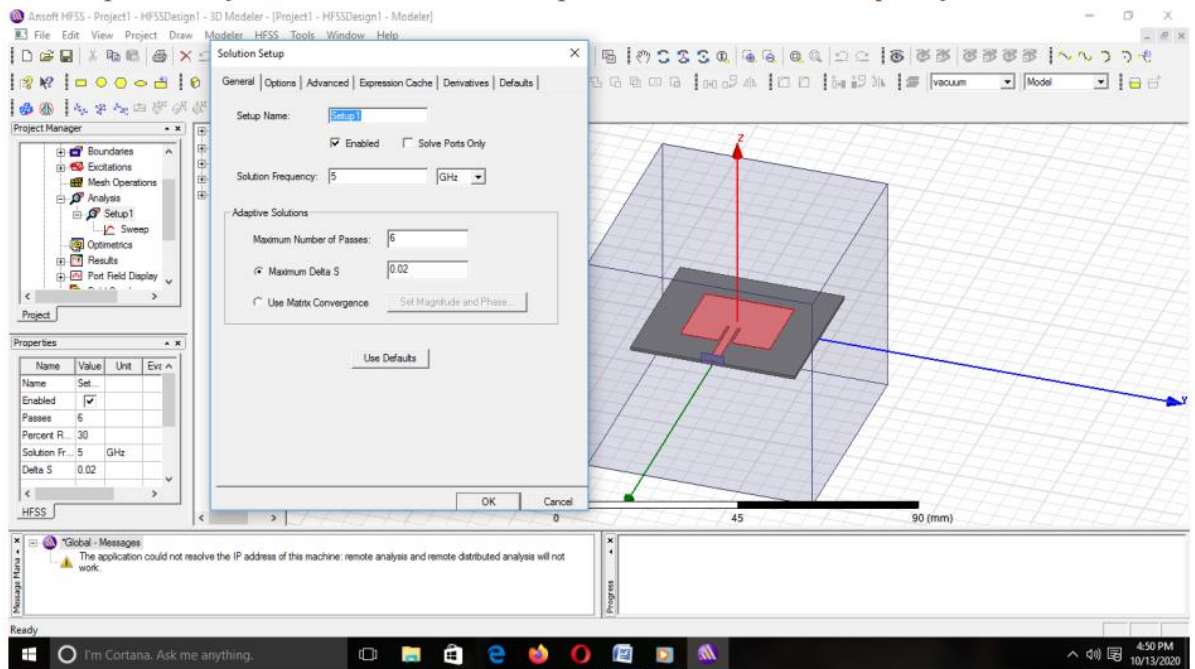 Ansoft HFSS - Project1 - HFSSDesign1 - 3D Modeler - [Project1 - HFSSDesign1 - Modeler]
File Edit View Project Draw Modeler HFSS Tools Window Help
vacuum
Model
Project Manager
Boundaries
Excitations
Mesh Operations
Analysis
Setup1
Sweep
Optimetrics
Results
Port Field Display
Project
Properties
Name Value Unit Eva
Name Set...
Enabled
Passes 6
Percent R... 30
Solution Fr... 5 GHz
Delta S 0.02
HFSS
Solution Setup
General Options Advanced Expression Cache Derivatives Defaults
Setup Name: Setup1
Enabled Solve Ports Only
Solution Frequency: 5 GHz
Adaptive Solutions
Maximum Number of Passes: 6
Maximum Delta S 0.02
Use Matrix Convergence Set Magnitude and Phase...
Use Defaults
OK Cancel
Z
Y
0 45 90 (mm)
Message Mana
*Global - Messages
The application could not resolve the IP address of this machine: remote analysis and remote distributed analysis will not
work.
Progress
Ready
I'm Cortana. Ask me anything.
4:50 PM
10/13/2020